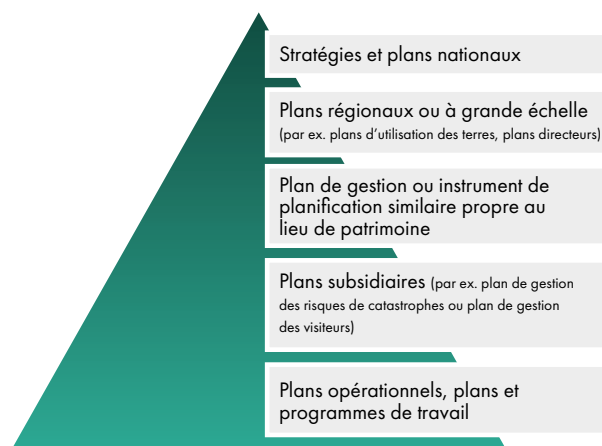 Stratégies et plans nationaux
Plans régionaux ou à grande échelle
(par ex. plans d’utilisation des terres, plans directeurs)
Plan de gestion ou instrument de
planification similaire propre au
lieu de patrimoine
Plans subsidiaires (par ex. plan de gestion
des risques de catastrophes ou plan de gestion
des visiteurs)
Plans opérationnels, plans et
programmes de travail